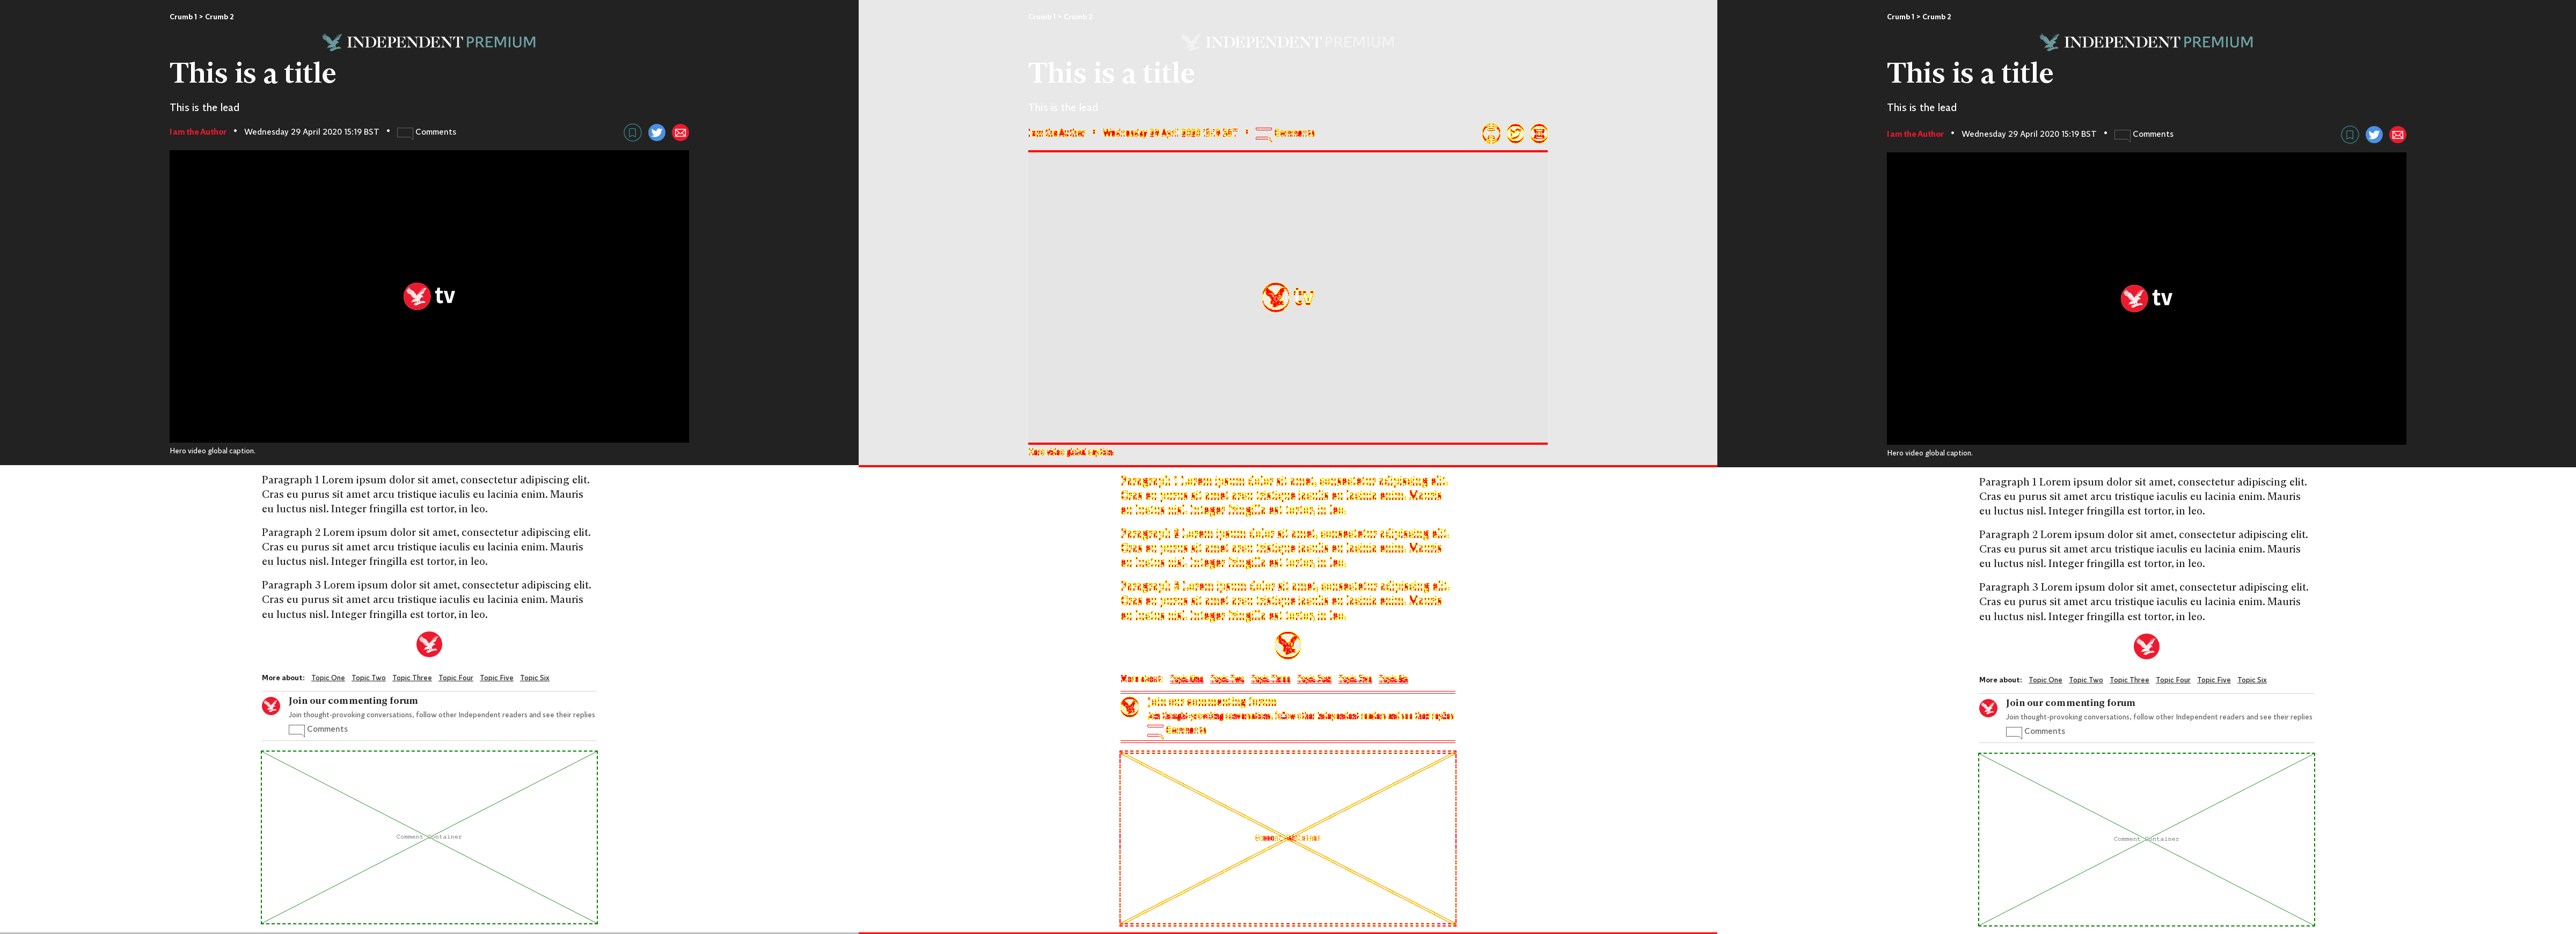 Crumb 1 > Crumb 2
INDEPENDENT PREMIUM
This is a title
This is the lead
I am the Author • Wednesday 29 April 2020 15:19 BST • Comments
tv
Hero video global caption.
Paragraph 1 Lorem ipsum dolor sit amet, consectetur adipiscing elit.
Cras eu purus sit amet arcu tristique iaculis eu lacinia enim. Mauris
eu luctus nisl. Integer fringilla est tortor, in leo.
Paragraph 2 Lorem ipsum dolor sit amet, consectetur adipiscing elit.
Cras eu purus sit amet arcu tristique iaculis eu lacinia enim. Mauris
eu luctus nisl. Integer fringilla est tortor, in leo.
Paragraph 3 Lorem ipsum dolor sit amet, consectetur adipiscing elit.
Cras eu purus sit amet arcu tristique iaculis eu lacinia enim. Mauris
eu luctus nisl. Integer fringilla est tortor, in leo.
More about: Topic One Topic Two Topic Three Topic Four Topic Five Topic Six
Join our commenting forum
Join thought-provoking conversations, follow other Independent readers and see their replies
Comments
Comment Container
Crumb 1 > Crumb 2
INDEPENDENT PREMIUM
This is a title
This is the lead
I am the Author • Wednesday 29 April 2020 15:19 BST • Comments
tv
Hero video global caption.
Paragraph 1 Lorem ipsum dolor sit amet, consectetur adipiscing elit.
Cras eu purus sit amet arcu tristique iaculis eu lacinia enim. Mauris
eu luctus nisl. Integer fringilla est tortor, in leo.
Paragraph 2 Lorem ipsum dolor sit amet, consectetur adipiscing elit.
Cras eu purus sit amet arcu tristique iaculis eu lacinia enim. Mauris
eu luctus nisl. Integer fringilla est tortor, in leo.
Paragraph 3 Lorem ipsum dolor sit amet, consectetur adipiscing elit.
Cras eu purus sit amet arcu tristique iaculis eu lacinia enim. Mauris
eu luctus nisl. Integer fringilla est tortor, in leo.
More about: Topic One Topic Two Topic Three Topic Four Topic Five Topic Six
Join our commenting forum
Join thought-provoking conversations, follow other Independent readers and see their replies
Comments
Comment Container
Crumb 1 > Crumb 2
INDEPENDENT PREMIUM
This is a title
This is the lead
I am the Author • Wednesday 29 April 2020 15:19 BST • Comments
tv
Hero video global caption.
Paragraph 1 Lorem ipsum dolor sit amet, consectetur adipiscing elit.
Cras eu purus sit amet arcu tristique iaculis eu lacinia enim. Mauris
eu luctus nisl. Integer fringilla est tortor, in leo.
Paragraph 2 Lorem ipsum dolor sit amet, consectetur adipiscing elit.
Cras eu purus sit amet arcu tristique iaculis eu lacinia enim. Mauris
eu luctus nisl. Integer fringilla est tortor, in leo.
Paragraph 3 Lorem ipsum dolor sit amet, consectetur adipiscing elit.
Cras eu purus sit amet arcu tristique iaculis eu lacinia enim. Mauris
eu luctus nisl. Integer fringilla est tortor, in leo.
More about: Topic One Topic Two Topic Three Topic Four Topic Five Topic Six
Join our commenting forum
Join thought-provoking conversations, follow other Independent readers and see their replies
Comments
Comment Container